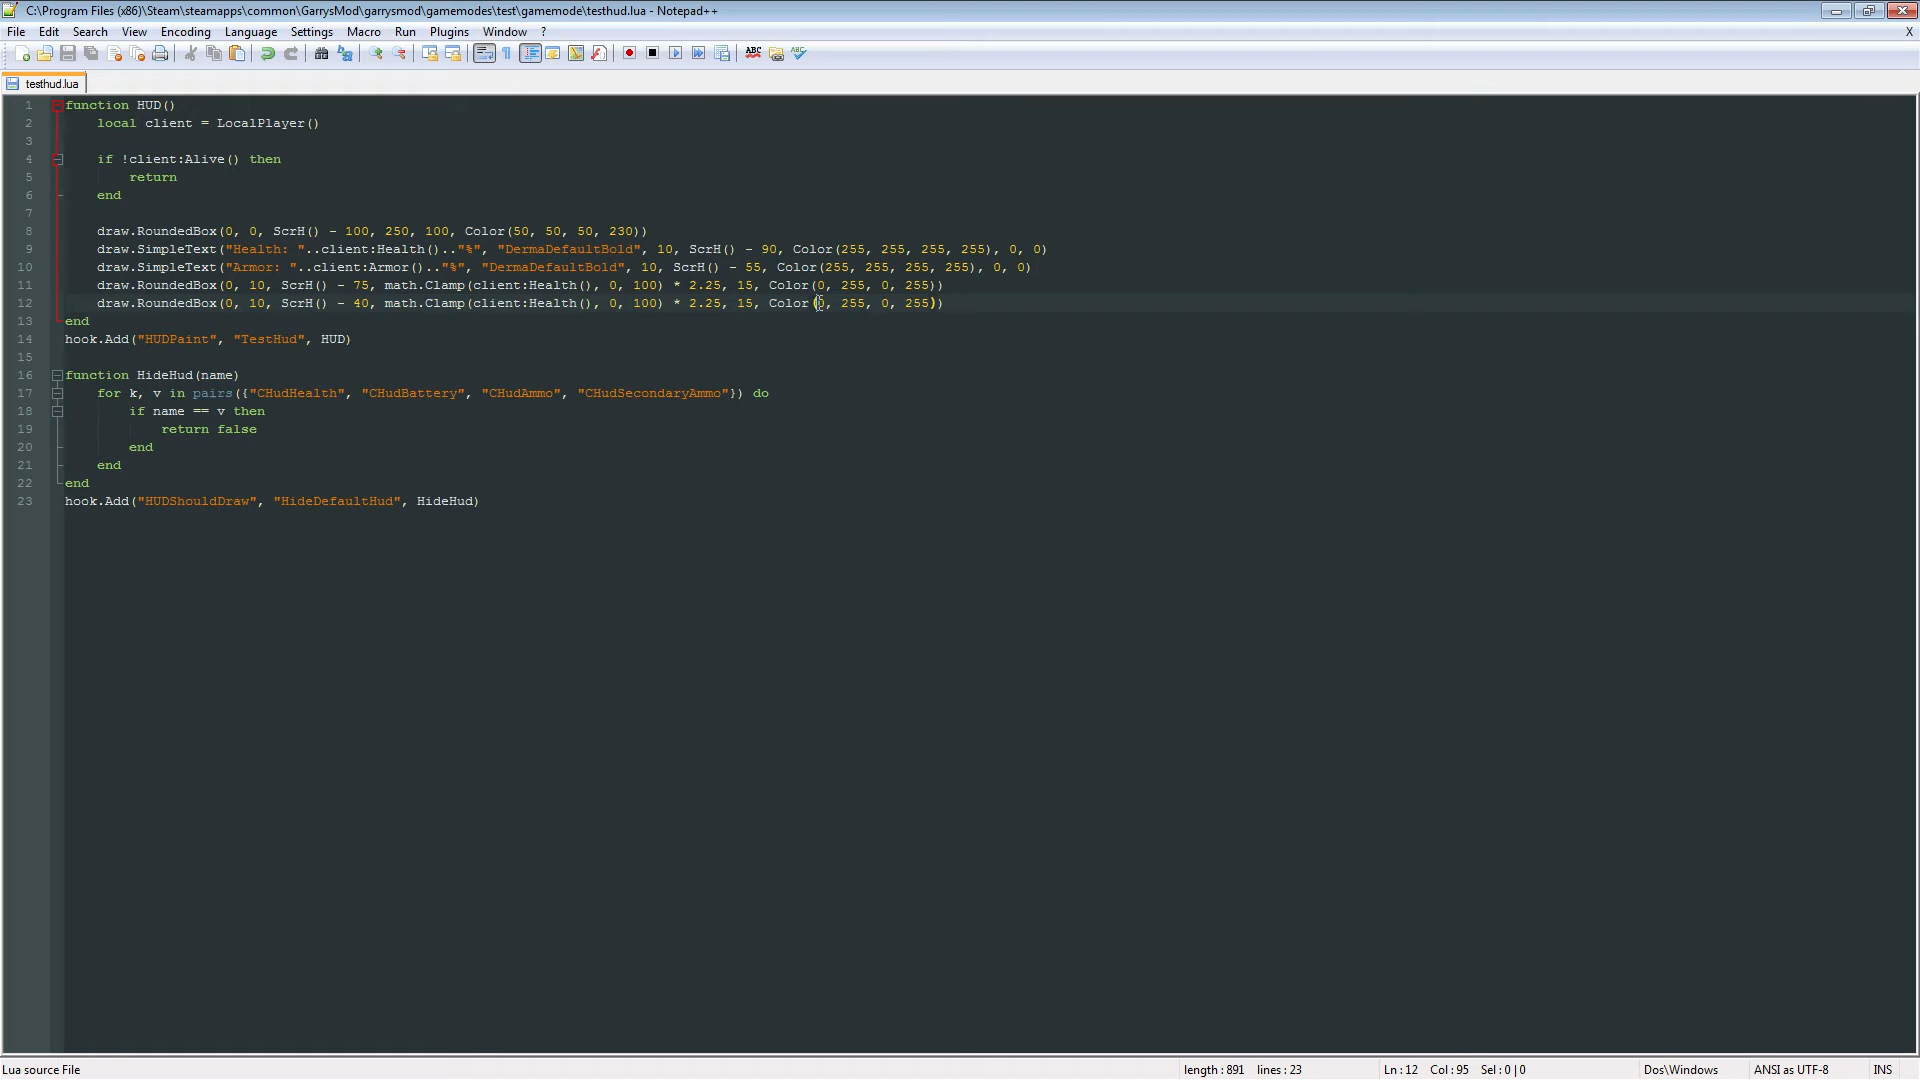 C:\Program Files (x86)\Steam\steamapps\common\GarrysMod\garrysmod\gamemodes\test\gamemode\testhud.lua - Notepad++
File Edit Search View Encoding Language Settings Macro Run Plugins Window ? X
testhud.lua
1 function HUD()
2 local client = LocalPlayer()
3
4 if !client:Alive() then
5 return
6 end
7
8 draw.RoundedBox(0, 0, ScrH() - 100, 250, 100, Color(50, 50, 50, 230))
9 draw.SimpleText("Health: "..client:Health().."%", "DermaDefaultBold", 10, ScrH() - 90, Color(255, 255, 255, 255), 0, 0)
10 draw.SimpleText("Armor: "..client:Armor().."%", "DermaDefaultBold", 10, ScrH() - 55, Color(255, 255, 255, 255), 0, 0)
11 draw.RoundedBox(0, 10, ScrH() - 75, math.Clamp(client:Health(), 0, 100) * 2.25, 15, Color(0, 255, 0, 255))
12 draw.RoundedBox(0, 10, ScrH() - 40, math.Clamp(client:Health(), 0, 100) * 2.25, 15, Color(0, 255, 0, 255))
13 end
14 hook.Add("HUDPaint", "TestHud", HUD)
15
16 function HideHud(name)
17 for k, v in pairs({"CHudHealth", "CHudBattery", "CHudAmmo", "CHudSecondaryAmmo"}) do
18 if name == v then
19 return false
20 end
21 end
22 end
23 hook.Add("HUDShouldDraw", "HideDefaultHud", HideHud)
Lua source File length : 891 lines : 23 Ln : 12 Col : 95 Sel : 0 | 0 Dos\Windows ANSI as UTF-8 INS